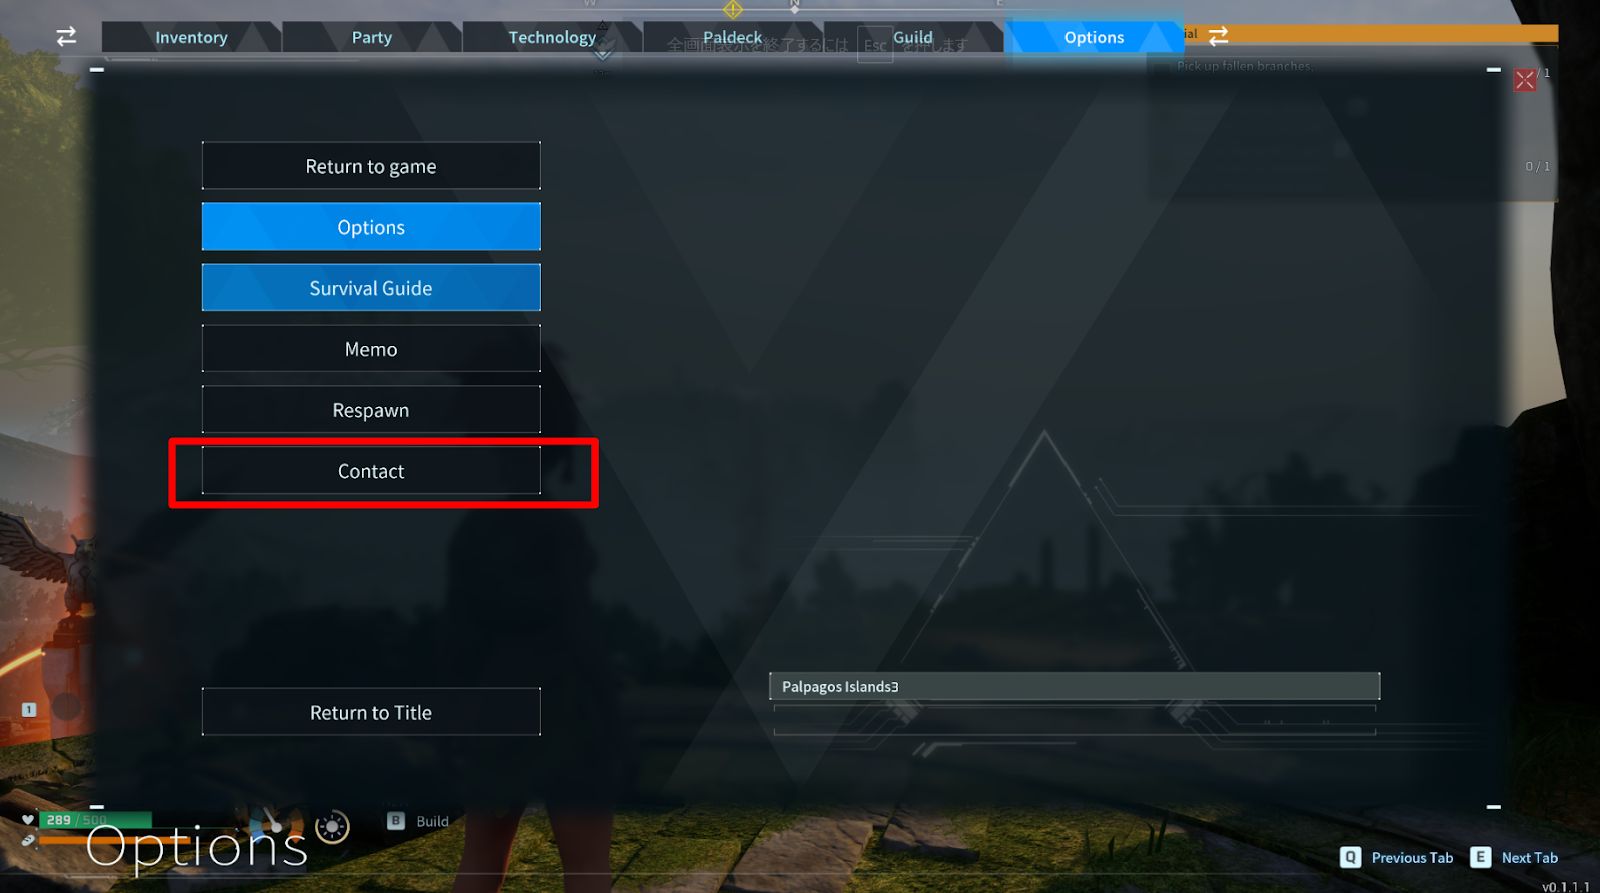 W N E
Inventory Party Technology Paldeck Guild Options
全画面表示を終了するには Esc を押します
ial
Pick up fallen branches.
/ 1
0 / 1
Return to game
Options
Survival Guide
Memo
Respawn
Contact
Palpagos Islands3
Return to Title
1
289 / 500
B Build
Options
Q Previous Tab E Next Tab
v0.1.1.1